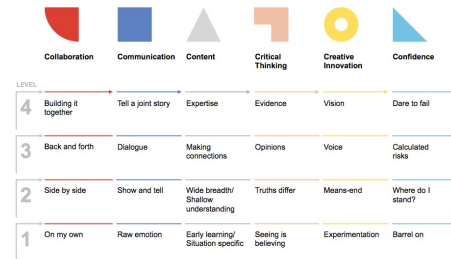 Collaboration Communication Content Critical Thinking Creative Innovation Confidence
LEVEL
4 Building it together Tell a joint story Expertise Evidence Vision Dare to fail
3 Back and forth Dialogue Making connections Opinions Voice Calculated risks
2 Side by side Show and tell Wide breadth/ Shallow understanding Truths differ Means-end Where do I stand?
1 On my own Raw emotion Early learning/ Situation specific Seeing is believing Experimentation Barrel on